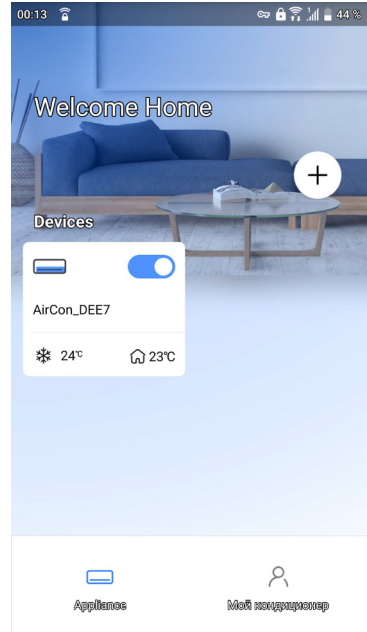 00:13 44 %
Welcome Home
Devices
AirCon_DEE7
24℃ 23℃
Appliance Мой кондиционер